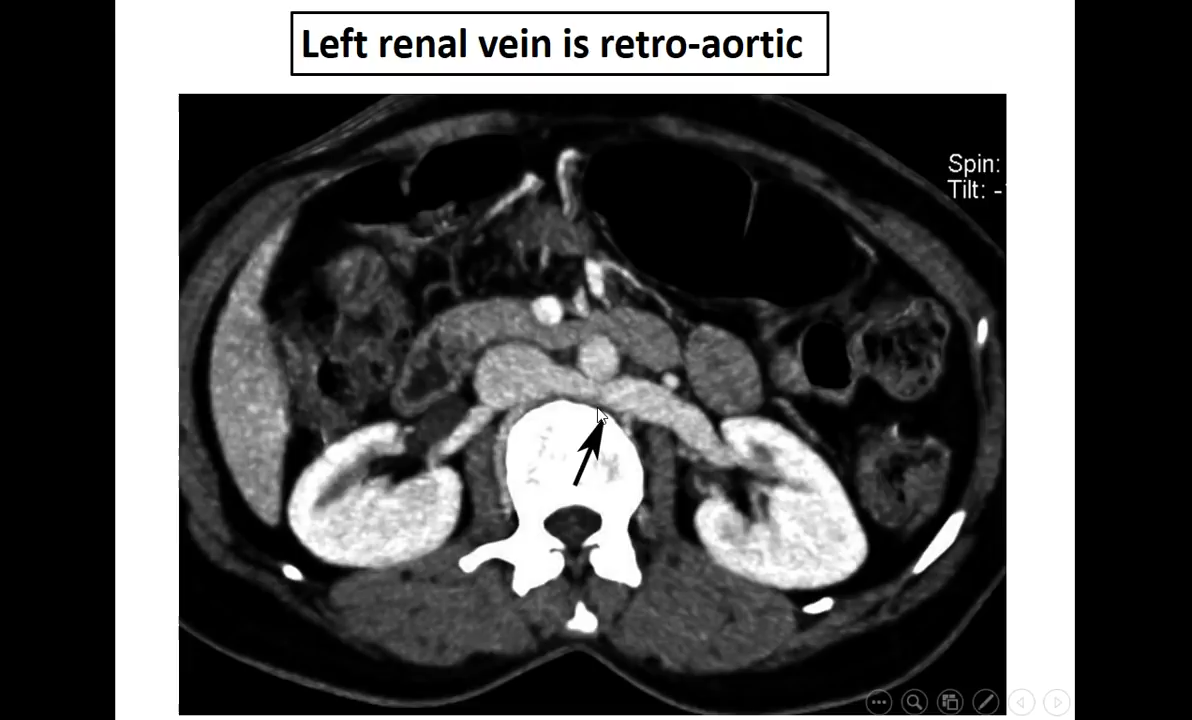 Left renal vein is retro-aortic
Spin:
Tilt: -